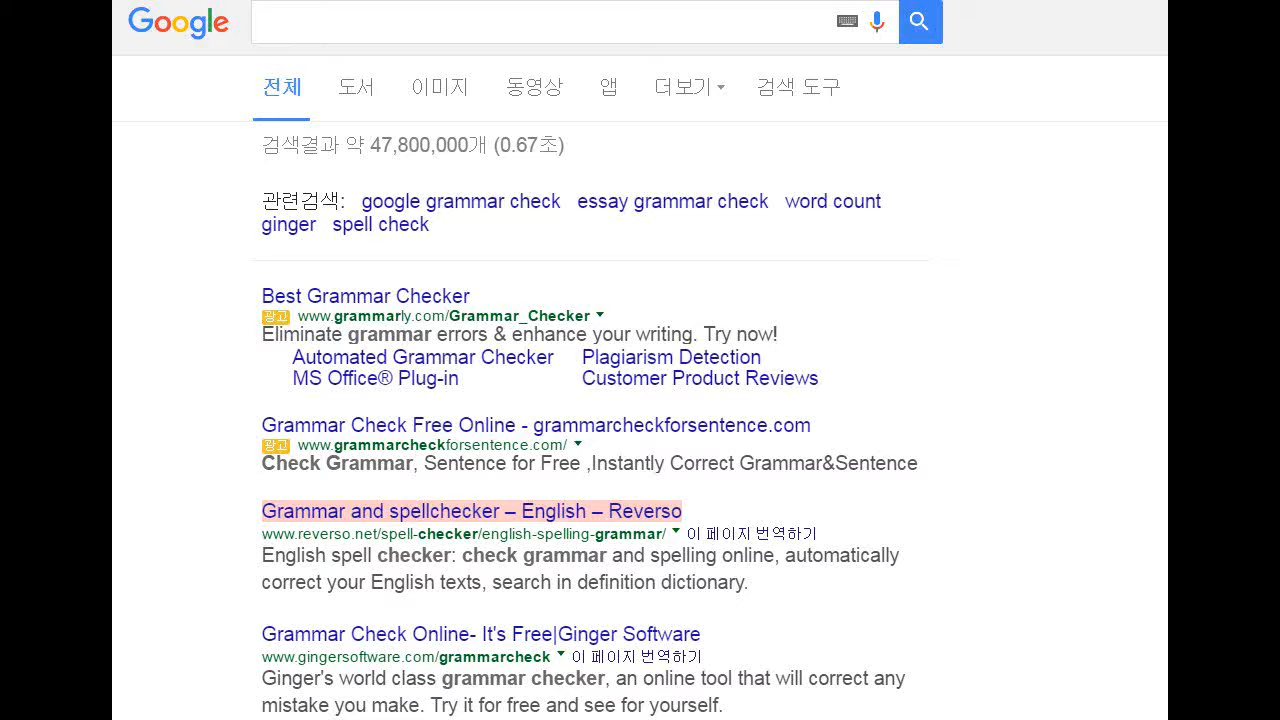 Google
전체 도서 이미지 동영상 앱 더보기 검색 도구
검색결과 약 47,800,000개 (0.67초)
관련검색: google grammar check essay grammar check word count
ginger spell check
Best Grammar Checker
광고 www.grammarly.com/Grammar_Checker
Eliminate grammar errors & enhance your writing. Try now!
Automated Grammar Checker Plagiarism Detection
MS Office® Plug-in Customer Product Reviews
Grammar Check Free Online - grammarcheckforsentence.com
광고 www.grammarcheckforsentence.com/
Check Grammar, Sentence for Free ,Instantly Correct Grammar&Sentence
Grammar and spellchecker – English – Reverso
www.reverso.net/spell-checker/english-spelling-grammar/ 이 페이지 번역하기
English spell checker: check grammar and spelling online, automatically
correct your English texts, search in definition dictionary.
Grammar Check Online- It's Free|Ginger Software
www.gingersoftware.com/grammarcheck 이 페이지 번역하기
Ginger's world class grammar checker, an online tool that will correct any
mistake you make. Try it for free and see for yourself.